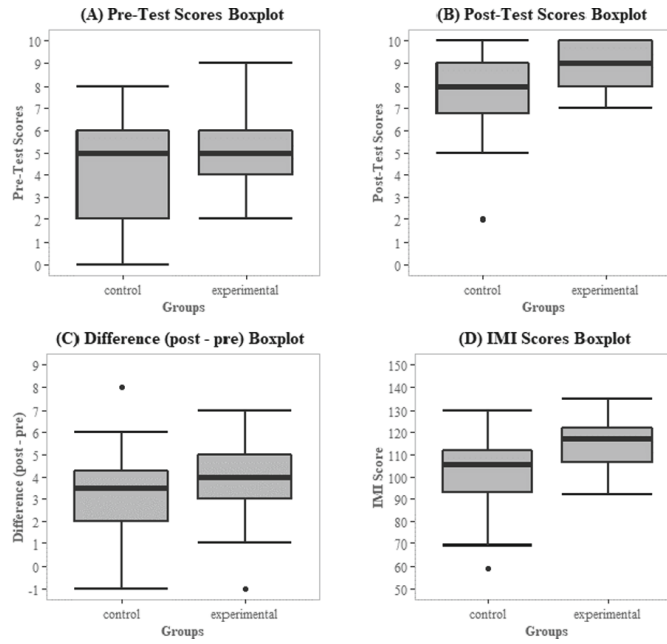 (A) Pre-Test Scores Boxplot
Pre-Test Scores
10
9
8
7
6
5
4
3
2
1
0
control
experimental
Groups
(B) Post-Test Scores Boxplot
Post-Test Scores
10
9
8
7
6
5
4
3
2
1
0
control
experimental
Groups
(C) Difference (post - pre) Boxplot
Difference (post - pre)
9
8
7
6
5
4
3
2
1
0
-1
control
experimental
Groups
(D) IMI Scores Boxplot
IMI Score
150
140
130
120
110
100
90
80
70
60
50
control
experimental
Groups